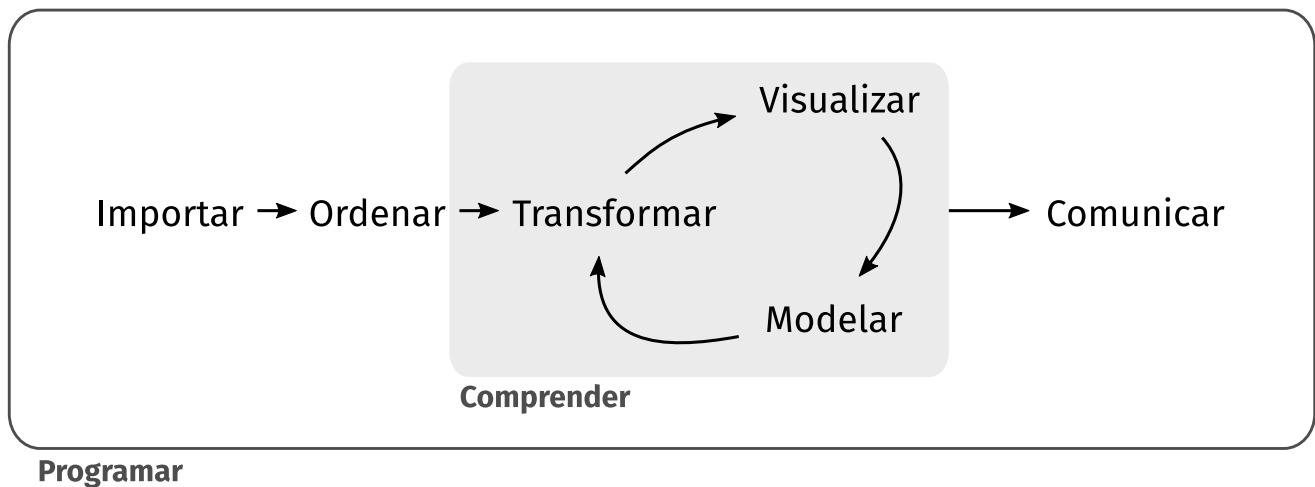 Visualizar
Importar
Ordenar
Transformar
Comunicar
Modelar
Comprender
Programar